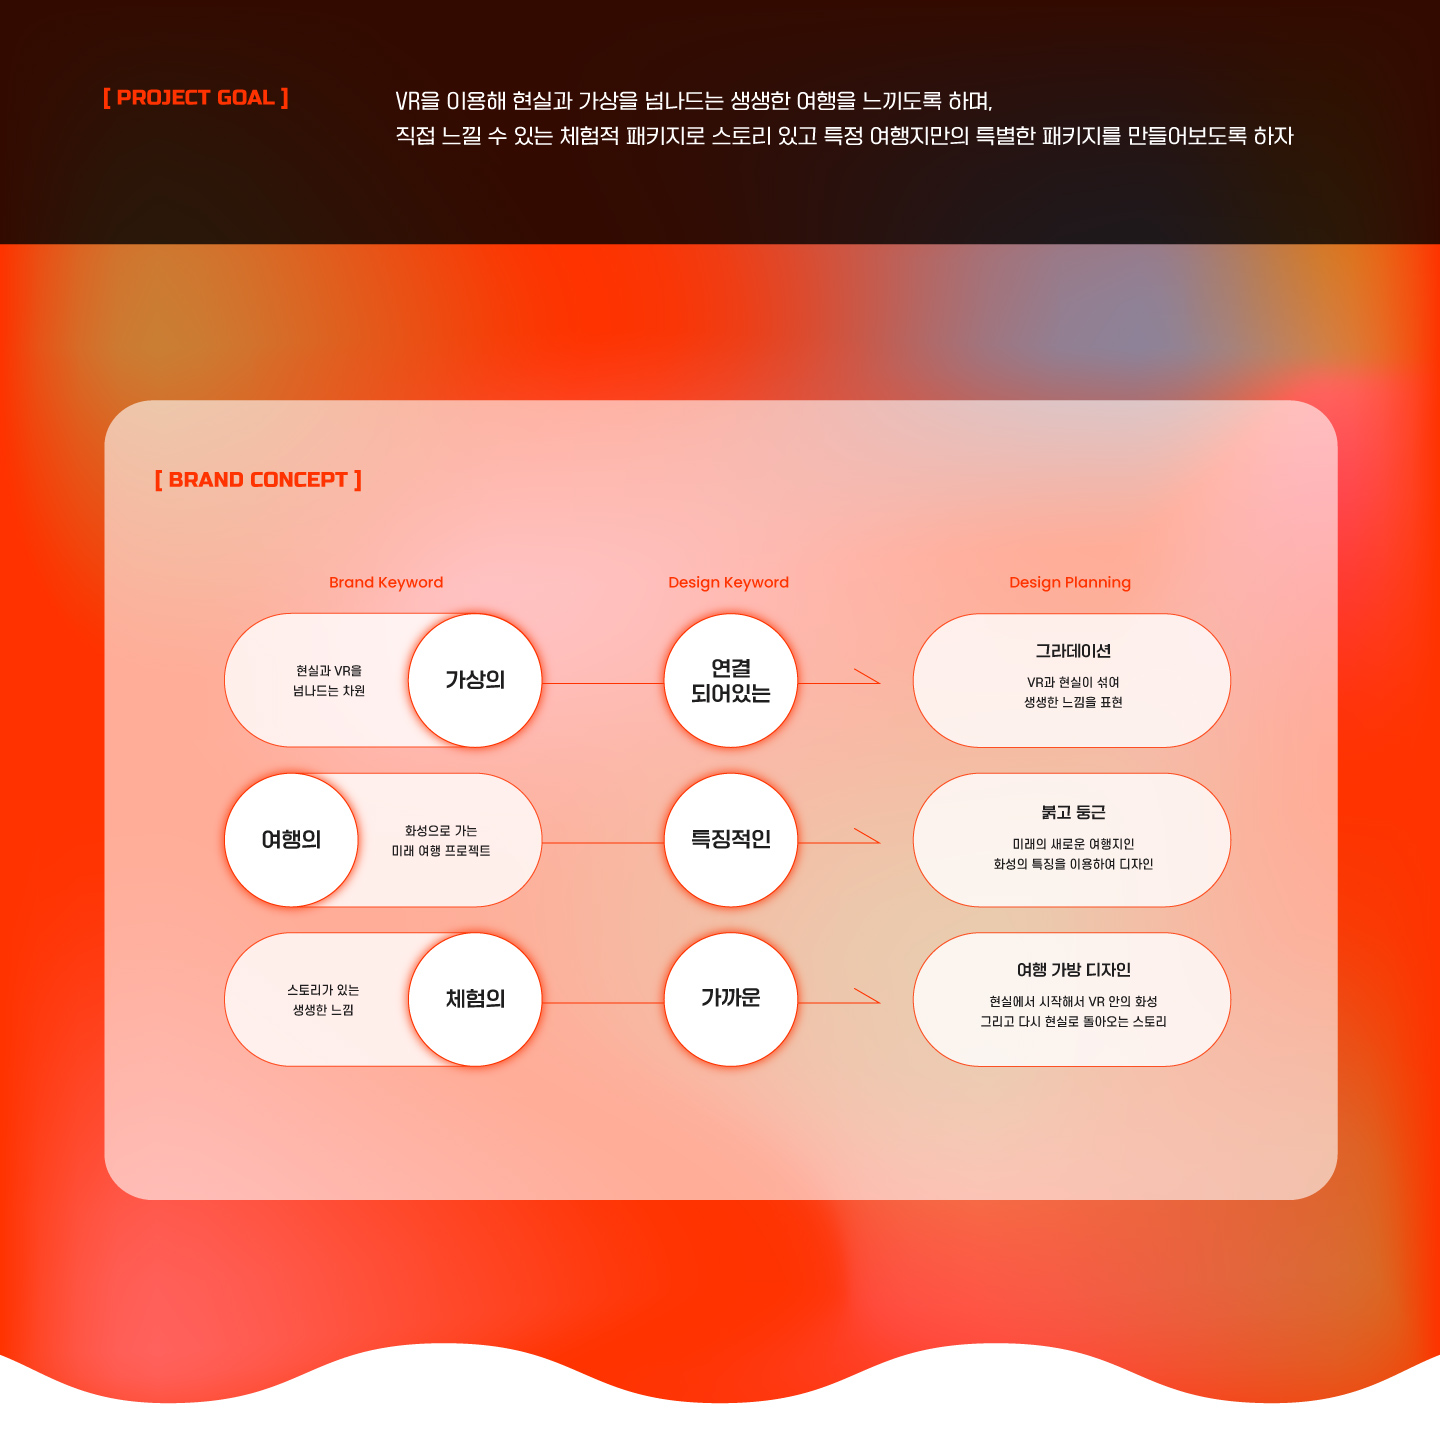 [ PROJECT GOAL ]
VR을 이용해 현실과 가상을 넘나드는 생생한 여행을 느끼도록 하며,
직접 느낄 수 있는 체험적 패키지로 스토리 있고 특정 여행지만의 특별한 패키지를 만들어보도록 하자
[ BRAND CONCEPT ]
Brand Keyword
Design Keyword
Design Planning
현실과 VR을
넘나드는 차원
가상의
연결
되어있는
그라데이션
VR과 현실이 섞여
생생한 느낌을 표현
여행의
화성으로 가는
미래 여행 프로젝트
특징적인
붉고 둥근
미래의 새로운 여행지인
화성의 특징을 이용하여 디자인
스토리가 있는
생생한 느낌
체험의
가까운
여행 가방 디자인
현실에서 시작해서 VR 안의 화성
그리고 다시 현실로 돌아오는 스토리